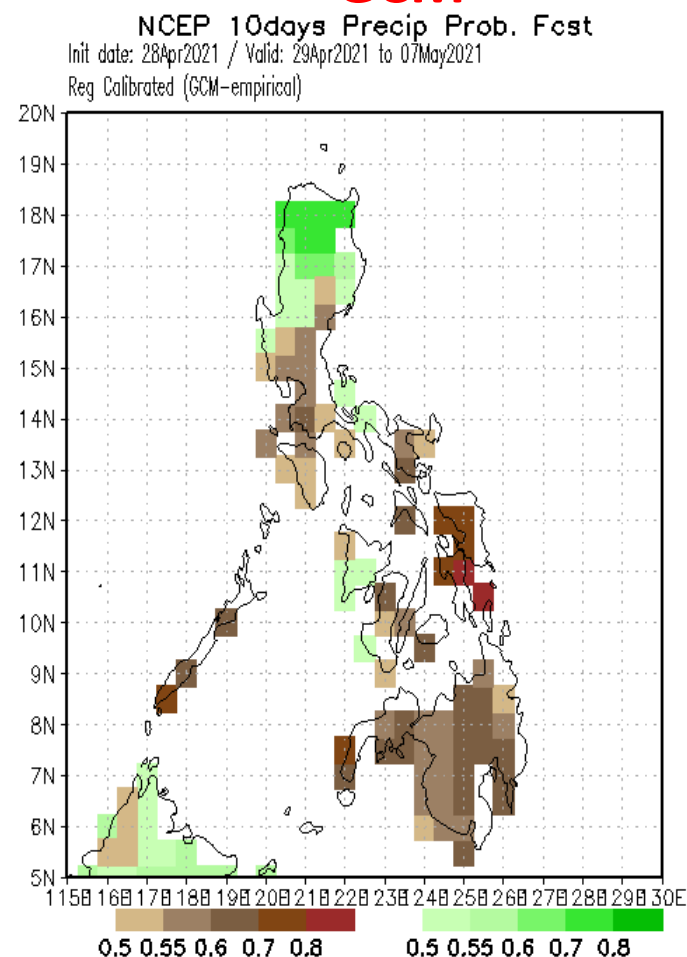 NCEP 10days Precip Prob. Fcst
Init date: 28Apr2021 / Valid: 29Apr2021 to 07May2021
Reg Calibrated (GCM-empirical)
20N
19N
18N
17N
16N
15N
14N
13N
12N
11N
10N
9N
8N
7N
6N
5N
115E 116E 117E 118E 119E 120E 121E 122E 123E 124E 125E 126E 127E 128E 129E 130E
0.5 0.55 0.6 0.7 0.8 0.5 0.55 0.6 0.7 0.8